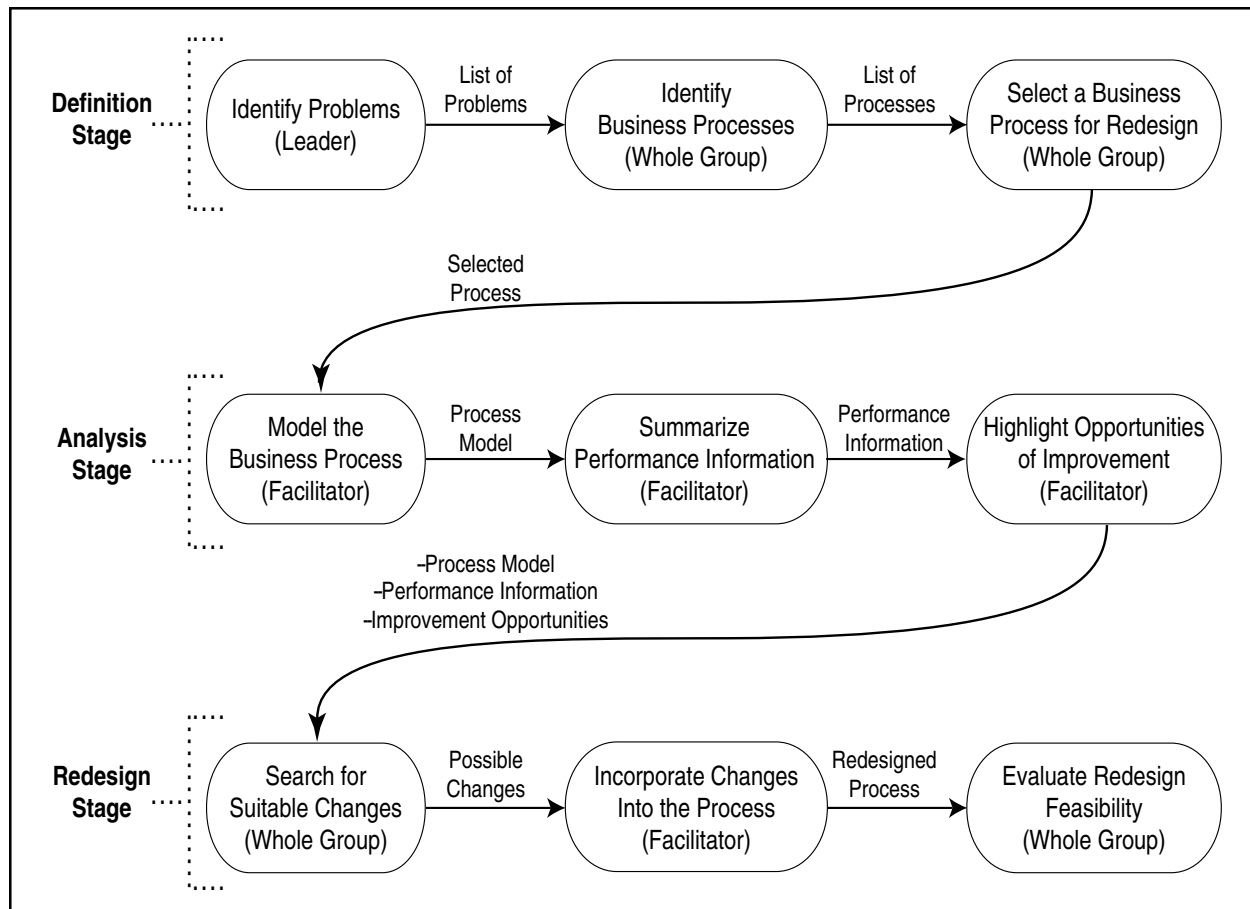 Definition
Stage
Identify Problems
(Leader)
List of
Problems
Identify
Business Processes
(Whole Group)
List of
Processes
Select a Business
Process for Redesign
(Whole Group)
Selected
Process
Analysis
Stage
Model the
Business Process
(Facilitator)
Process
Model
Summarize
Performance Information
(Facilitator)
Performance
Information
Highlight Opportunities
of Improvement
(Facilitator)
–Process Model
–Performance Information
–Improvement Opportunities
Redesign
Stage
Search for
Suitable Changes
(Whole Group)
Possible
Changes
Incorporate Changes
Into the Process
(Facilitator)
Redesigned
Process
Evaluate Redesign
Feasibility
(Whole Group)